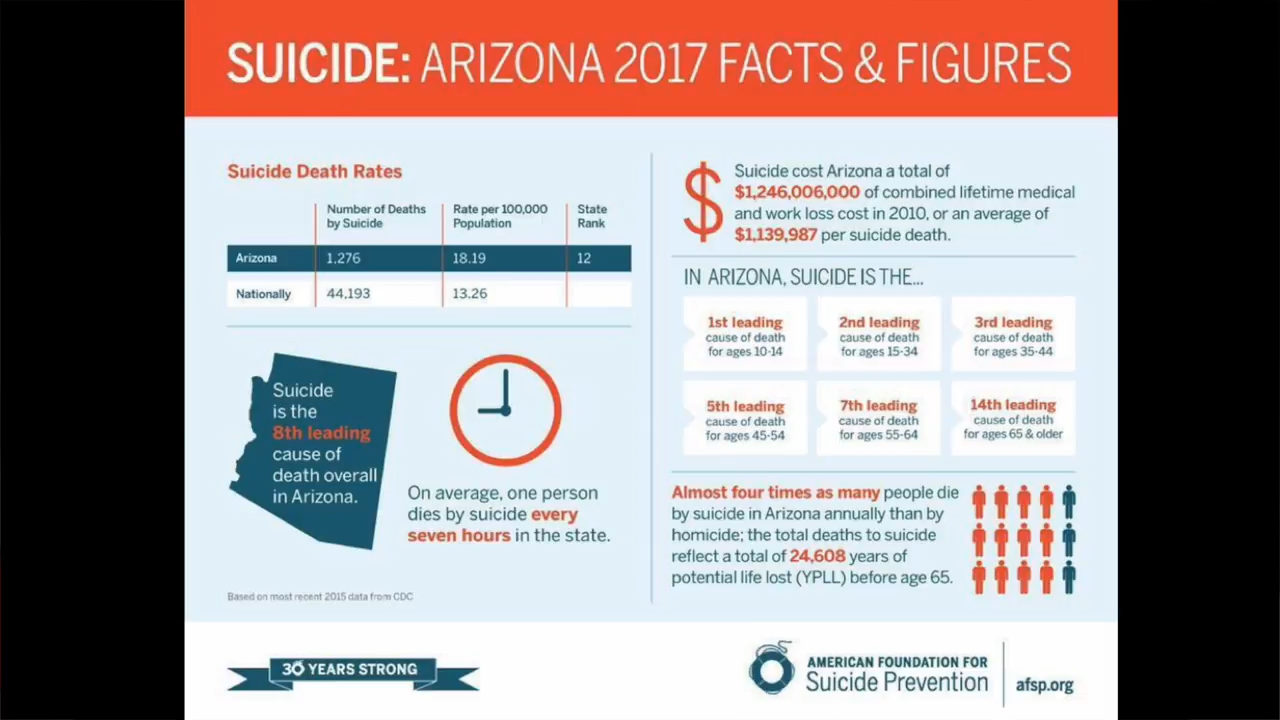 SUICIDE: ARIZONA 2017 FACTS & FIGURES
Suicide Death Rates
Number of Deaths by Suicide
Rate per 100,000 Population
State Rank
Arizona 1,276 18.19 12
Nationally 44,193 13.26
Suicide
is the
8th leading
cause of
death overall
in Arizona.
On average, one person
dies by suicide every
seven hours in the state.
Based on most recent 2015 data from CDC
$
Suicide cost Arizona a total of
$1,246,006,000 of combined lifetime medical
and work loss cost in 2010, or an average of
$1,139,987 per suicide death.
IN ARIZONA, SUICIDE IS THE...
1st leading
cause of death
for ages 10-14
2nd leading
cause of death
for ages 15-34
3rd leading
cause of death
for ages 35-44
5th leading
cause of death
for ages 45-54
7th leading
cause of death
for ages 55-64
14th leading
cause of death
for ages 65 & older
Almost four times as many people die
by suicide in Arizona annually than by
homicide; the total deaths to suicide
reflect a total of 24,608 years of
potential life lost (YPLL) before age 65.
30 YEARS STRONG
AMERICAN FOUNDATION FOR
Suicide Prevention
afsp.org